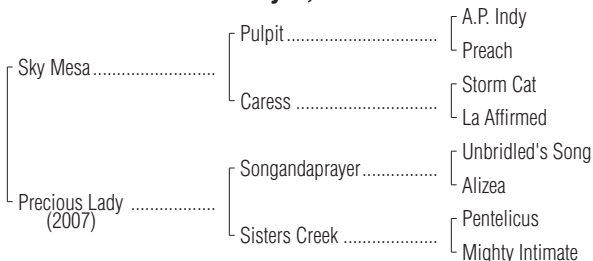 A.P. Indy
Pulpit
Preach
Sky Mesa
Storm Cat
Caress
La Affirmed
Unbridled's Song
Songandaprayer
Alizea
Precious Lady
(2007)
Pentelicus
Sisters Creek
Mighty Intimate